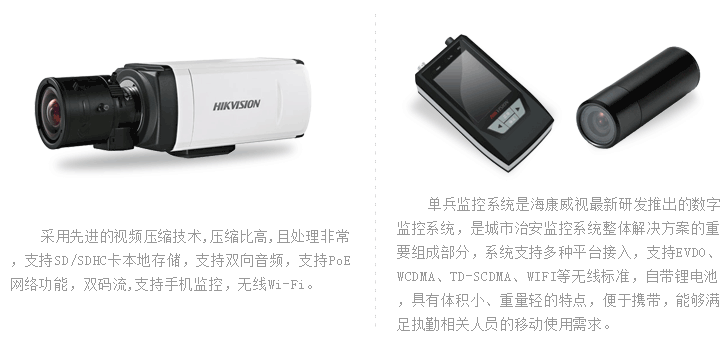 HIKVISION
采用先进的视频压缩技术,压缩比高,且处理非常
，支持SD/SDHC卡本地存储，支持双向音频，支持PoE
网络功能，双码流,支持手机监控，无线Wi-Fi。
单兵监控系统是海康威视最新研发推出的数字
监控系统，是城市治安监控系统整体解决方案的重
要组成部分，系统支持多种平台接入，支持EVDO、
WCDMA、TD-SCDMA、WIFI等无线标准，自带锂电池
，具有体积小、重量轻的特点，便于携带，能够满
足执勤相关人员的移动使用需求。